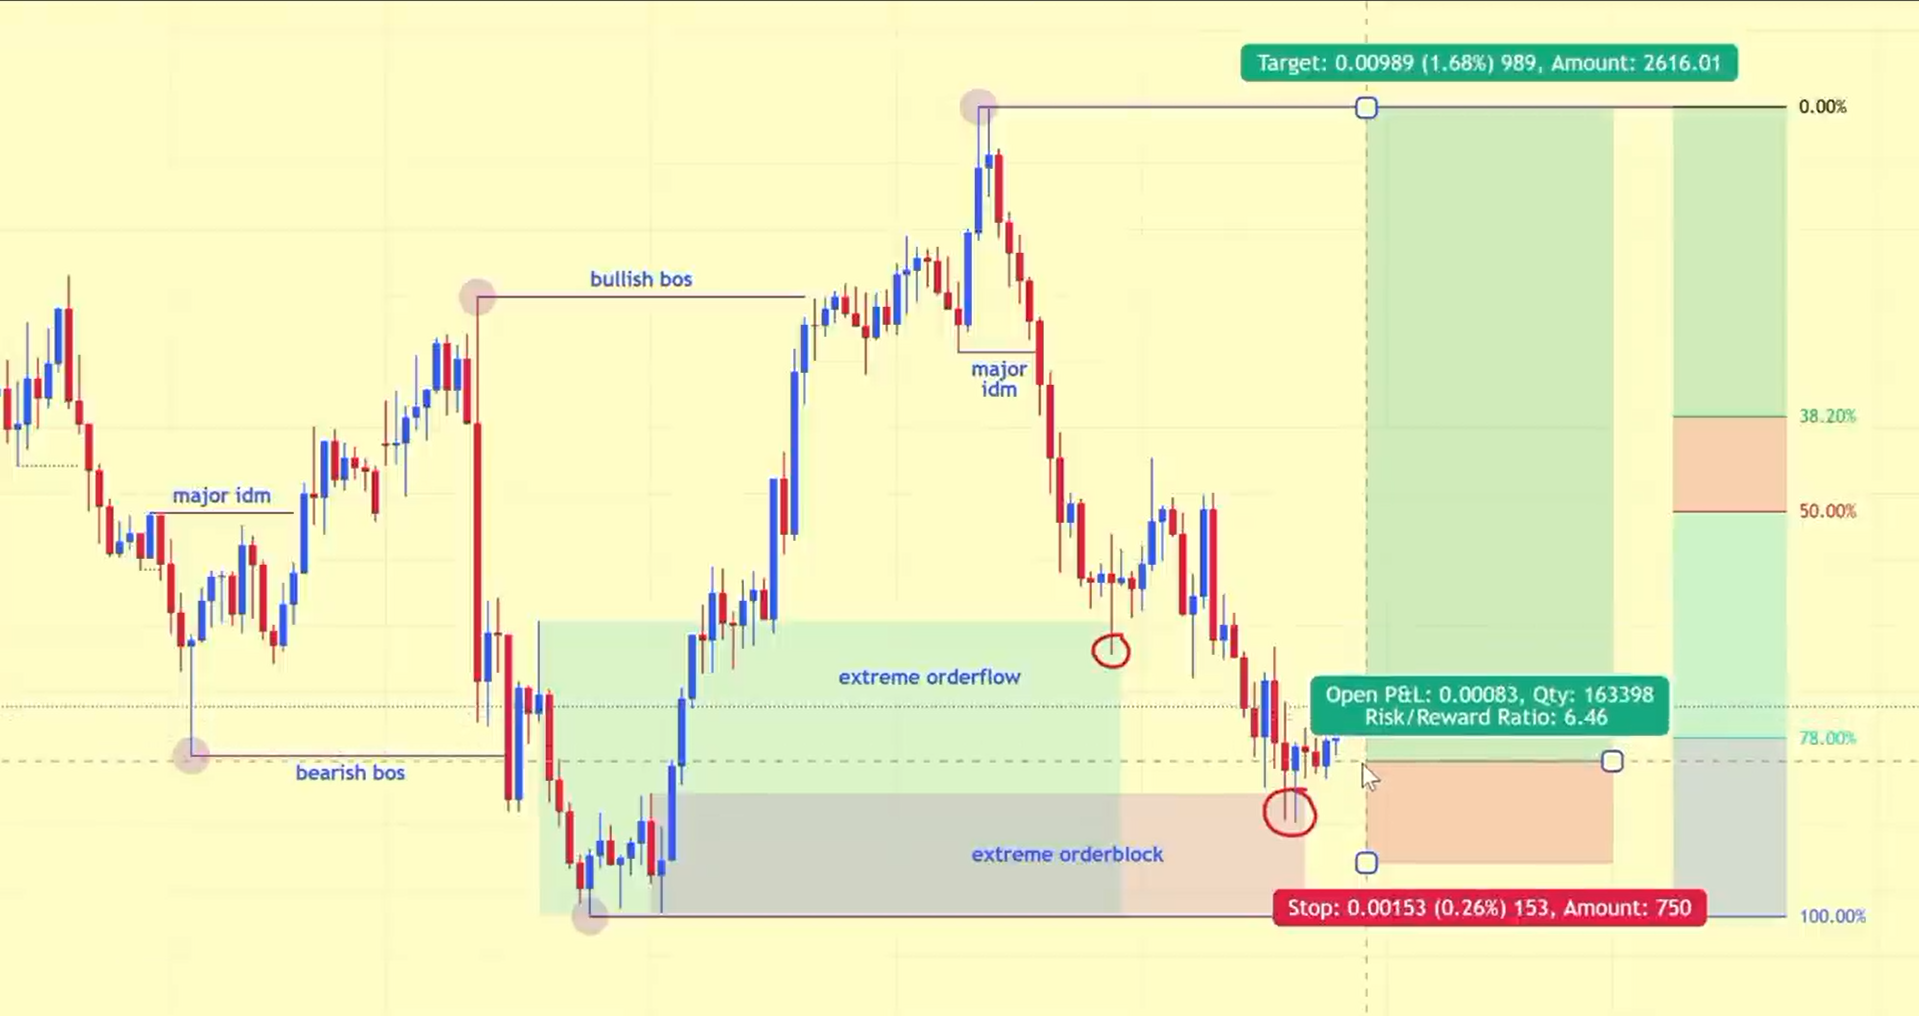 Target: 0.00989 (1.68%) 989, Amount: 2616.01
0.00%
bullish bos
major
idm
38.20%
major idm
50.00%
extreme orderflow
Open P&L: 0.00083, Qty: 163398
Risk/Reward Ratio: 6.46
78.00%
bearish bos
extreme orderblock
Stop: 0.00153 (0.26%) 153, Amount: 750
100.00%